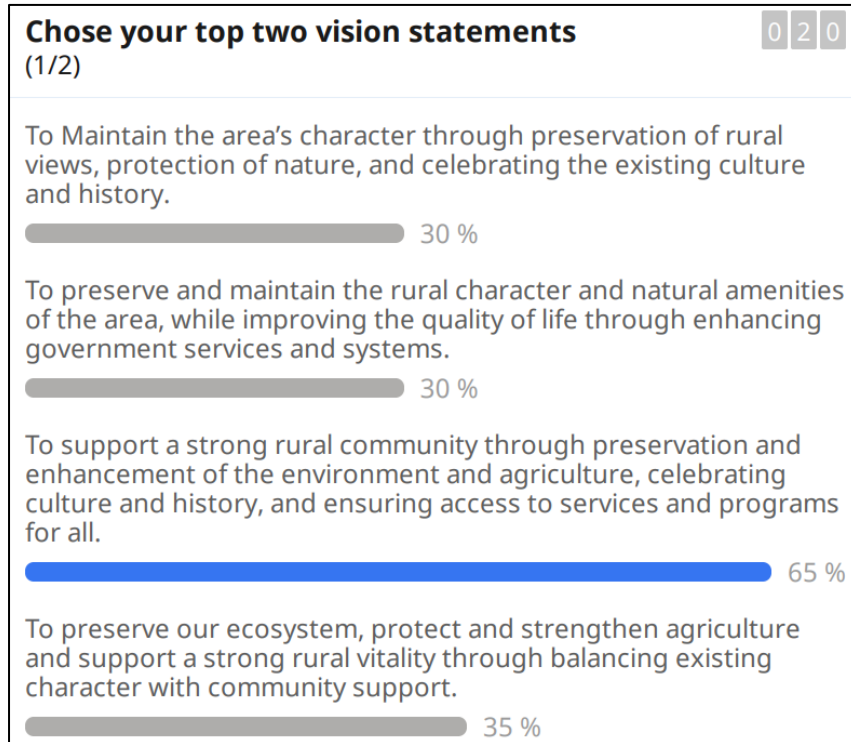 Chose your top two vision statements
020
(1/2)
To Maintain the area's character through preservation of rural
views, protection of nature, and celebrating the existing culture
and history.
30 %
To preserve and maintain the rural character and natural amenities
of the area, while improving the quality of life through enhancing
government services and systems.
30 %
To support a strong rural community through preservation and
enhancement of the environment and agriculture, celebrating
culture and history, and ensuring access to services and programs
for all.
65 %
To preserve our ecosystem, protect and strengthen agriculture
and support a strong rural vitality through balancing existing
character with community support.
35 %